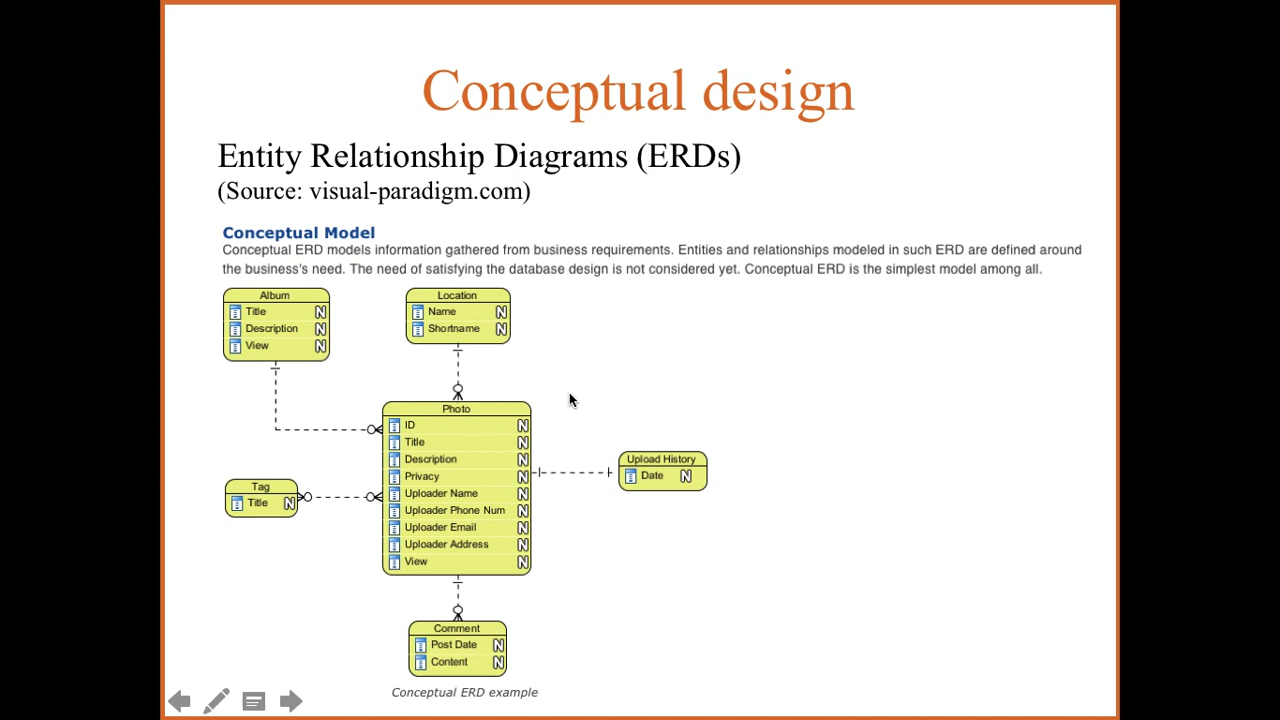 Conceptual design
Entity Relationship Diagrams (ERDs)
(Source: visual-paradigm.com)
Conceptual Model
Conceptual ERD models information gathered from business requirements. Entities and relationships modeled in such ERD are defined around
the business's need. The need of satisfying the database design is not considered yet. Conceptual ERD is the simplest model among all.
Album
Title N
Description N
View N
Location
Name N
Shortname N
Photo
ID N
Title N
Description N
Privacy N
Uploader Name N
Uploader Phone Num N
Uploader Email N
Uploader Address N
View N
Upload History
Date N
Tag
Title N
Comment
Post Date N
Content N
Conceptual ERD example